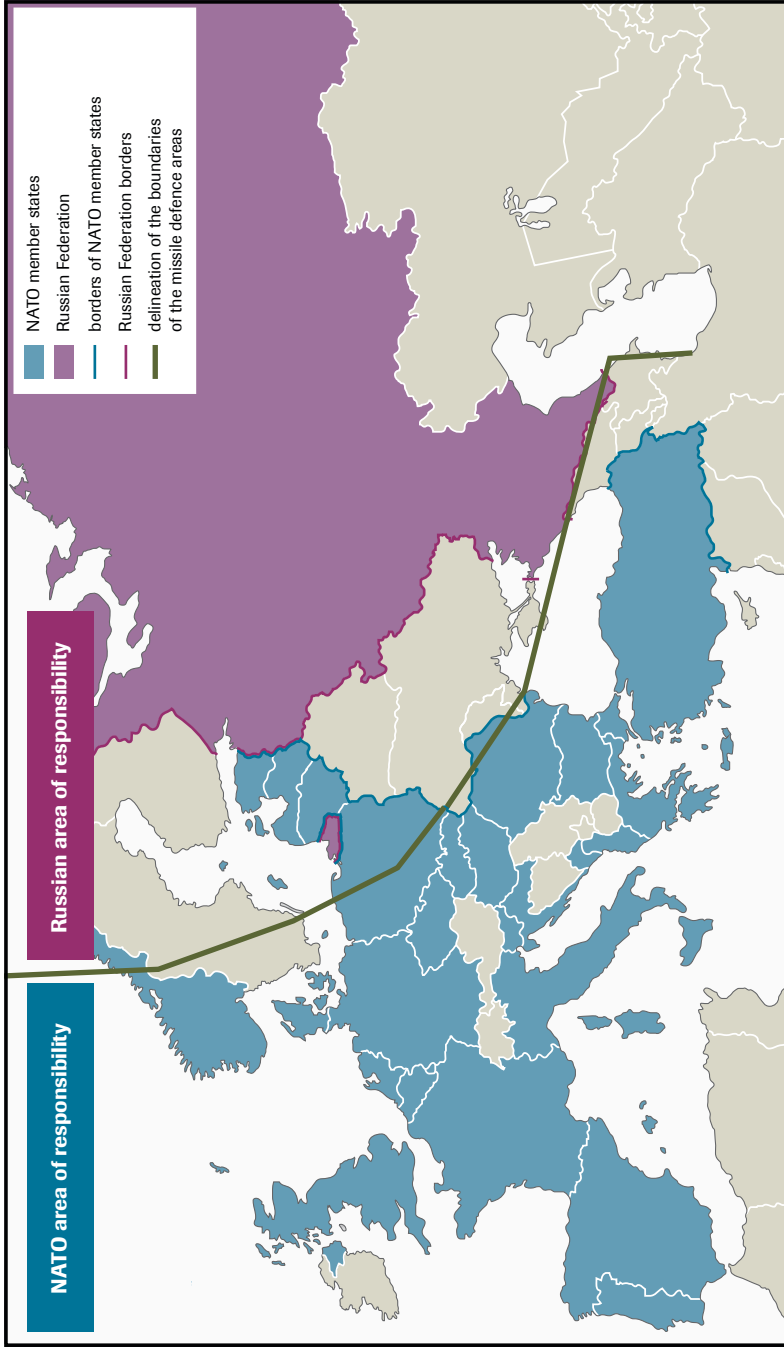 NATO area of responsibility
Russian area of responsibility
NATO member states
Russian Federation
borders of NATO member states
Russian Federation borders
delineation of the boundaries
of the missile defence areas